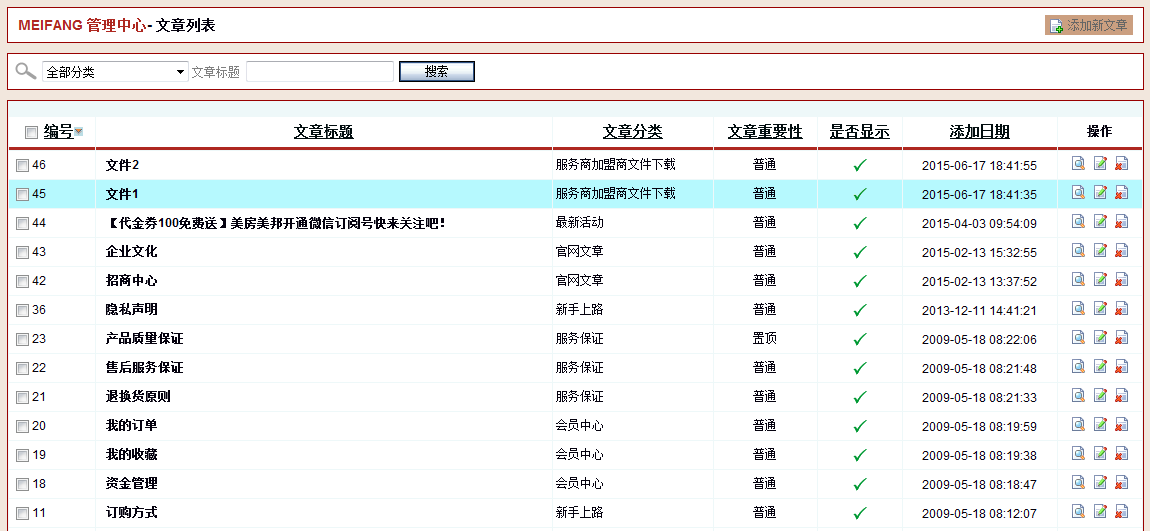 MEIFANG 管理中心 - 文章列表 添加新文章
全部分类 文章标题 搜索
编号 文章标题 文章分类 文章重要性 是否显示 添加日期 操作
46 文件2 服务商加盟商文件下载 普通 2015-06-17 18:41:55
45 文件1 服务商加盟商文件下载 普通 2015-06-17 18:41:35
44 【代金券100免费送】美房美邦开通微信订阅号快来关注吧! 最新活动 普通 2015-04-03 09:54:09
43 企业文化 官网文章 普通 2015-02-13 15:32:55
42 招商中心 官网文章 普通 2015-02-13 13:37:52
36 隐私声明 新手上路 普通 2013-12-11 14:41:21
23 产品质量保证 服务保证 置顶 2009-05-18 08:22:06
22 售后服务保证 服务保证 普通 2009-05-18 08:21:48
21 退换货原则 服务保证 普通 2009-05-18 08:21:33
20 我的订单 会员中心 普通 2009-05-18 08:19:59
19 我的收藏 会员中心 普通 2009-05-18 08:19:38
18 资金管理 会员中心 普通 2009-05-18 08:18:47
11 订购方式 新手上路 普通 2009-05-18 08:12:07